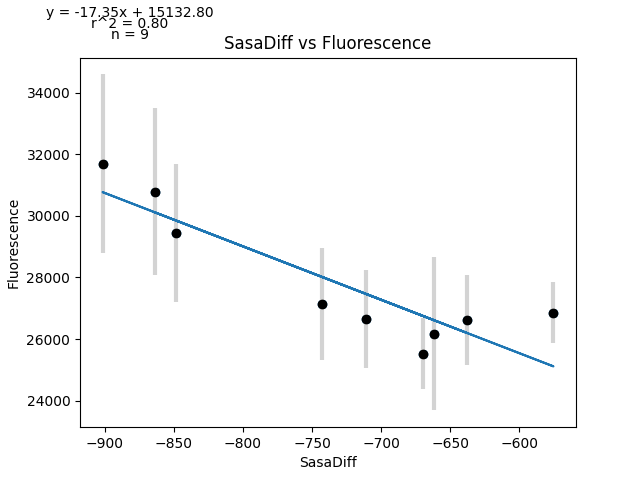 y = -17.35x + 15132.80
r^2 = 0.80
n = 9
SasaDiff vs Fluorescence
34000
32000
30000
28000
26000
24000
Fluorescence
−900
−850
−800
−750
−700
−650
−600
SasaDiff